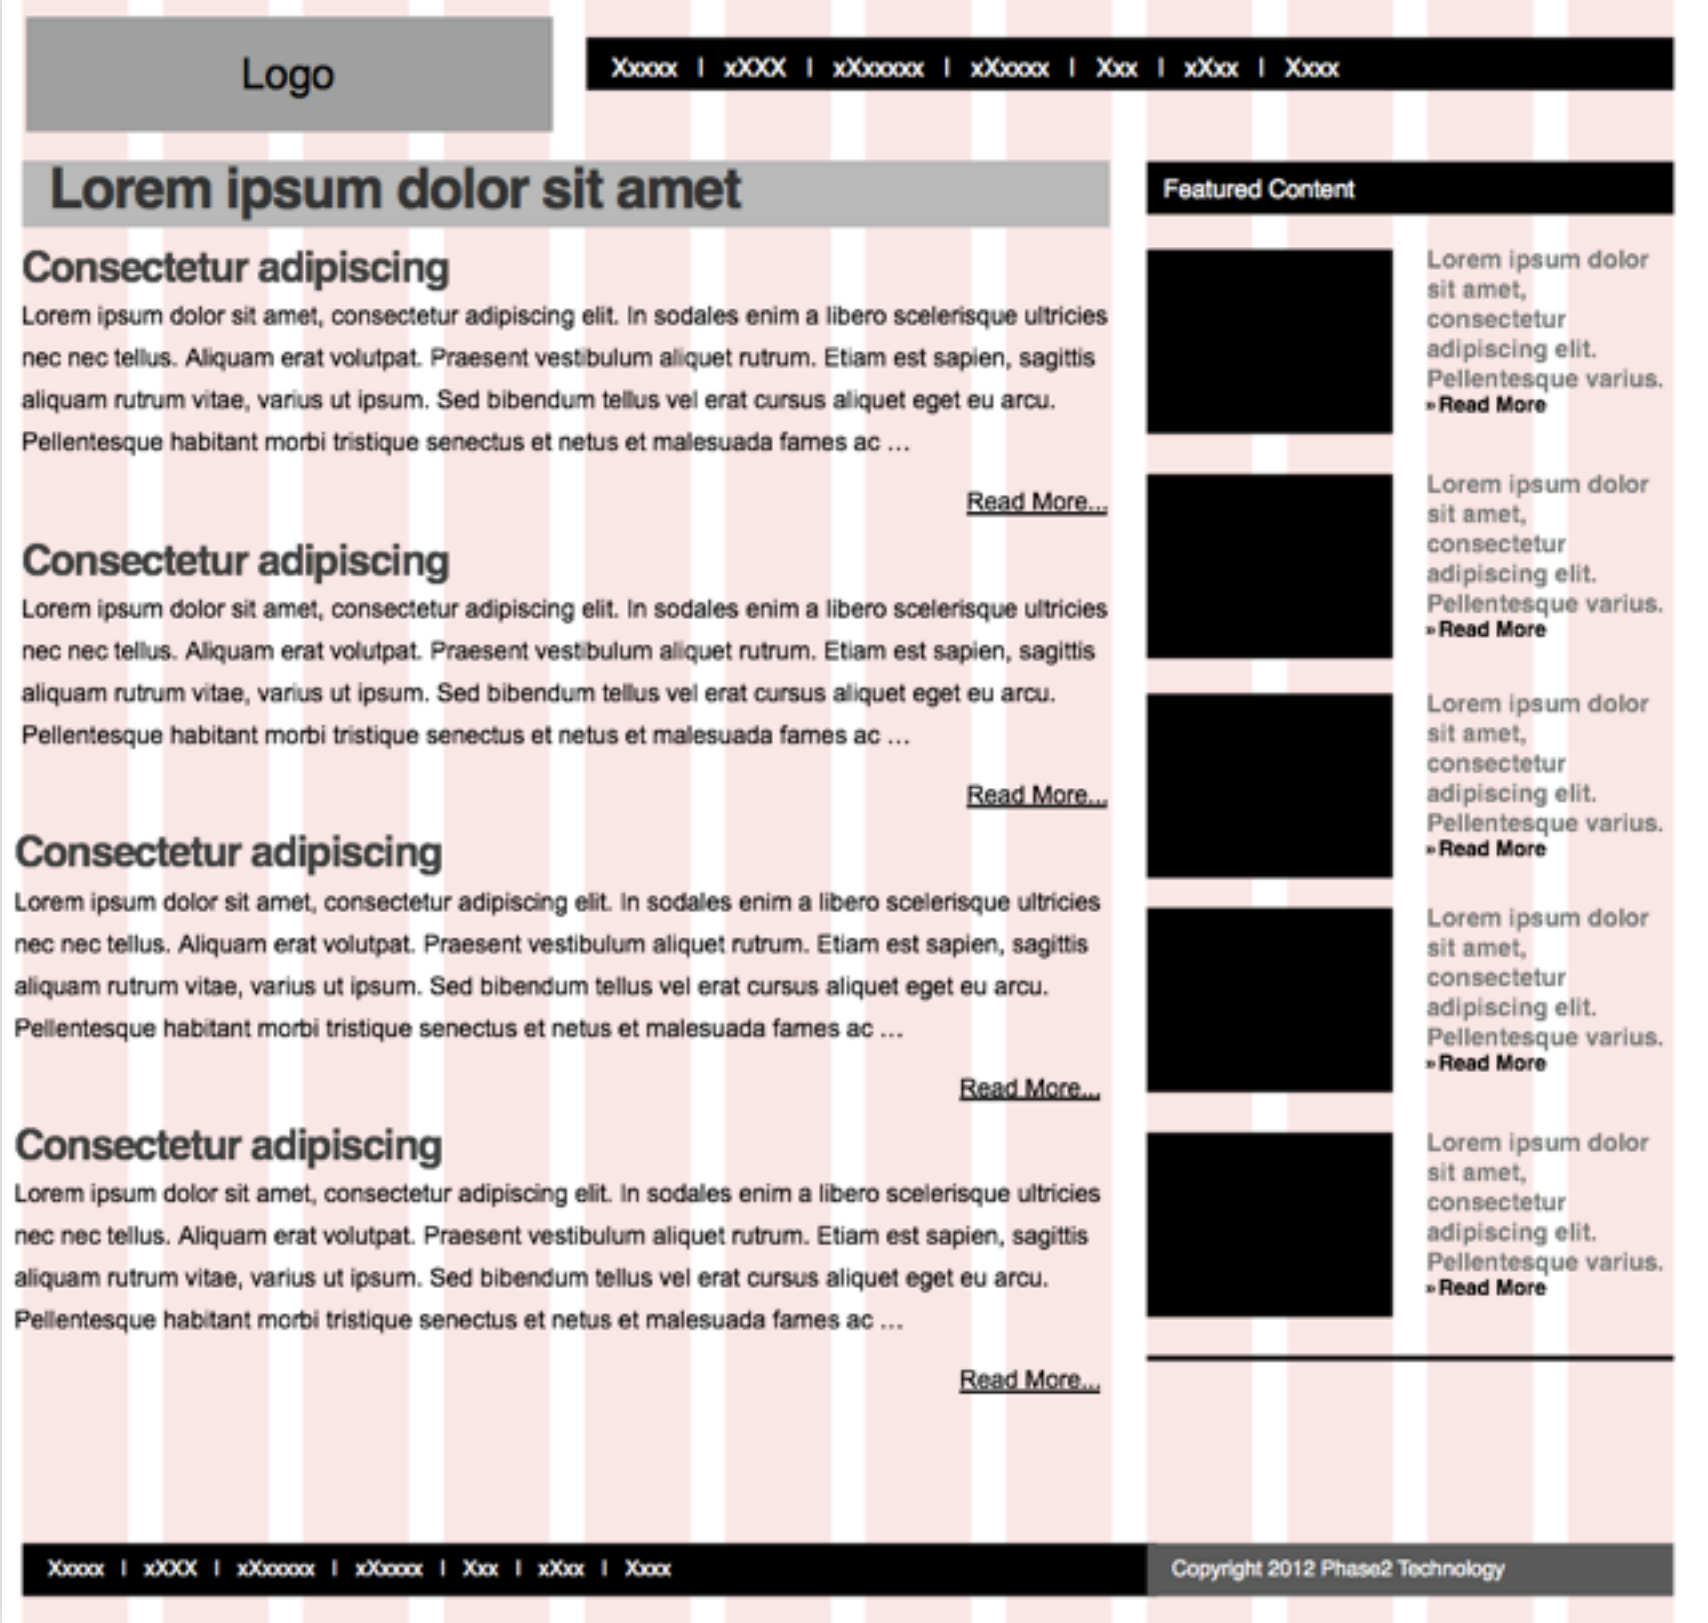 Logo
Xxxxx | xXXX | xXxxxxx | xXxxxx | Xxx | xXxx | Xxxx
Lorem ipsum dolor sit amet
Consectetur adipiscing
Lorem ipsum dolor sit amet, consectetur adipiscing elit. In sodales enim a libero scelerisque ultricies
nec nec tellus. Aliquam erat volutpat. Praesent vestibulum aliquet rutrum. Etiam est sapien, sagittis
aliquam rutrum vitae, varius ut ipsum. Sed bibendum tellus vel erat cursus aliquet eget eu arcu.
Pellentesque habitant morbi tristique senectus et netus et malesuada fames ac ...
Read More...
Consectetur adipiscing
Lorem ipsum dolor sit amet, consectetur adipiscing elit. In sodales enim a libero scelerisque ultricies
nec nec tellus. Aliquam erat volutpat. Praesent vestibulum aliquet rutrum. Etiam est sapien, sagittis
aliquam rutrum vitae, varius ut ipsum. Sed bibendum tellus vel erat cursus aliquet eget eu arcu.
Pellentesque habitant morbi tristique senectus et netus et malesuada fames ac ...
Read More...
Consectetur adipiscing
Lorem ipsum dolor sit amet, consectetur adipiscing elit. In sodales enim a libero scelerisque ultricies
nec nec tellus. Aliquam erat volutpat. Praesent vestibulum aliquet rutrum. Etiam est sapien, sagittis
aliquam rutrum vitae, varius ut ipsum. Sed bibendum tellus vel erat cursus aliquet eget eu arcu.
Pellentesque habitant morbi tristique senectus et netus et malesuada fames ac ...
Read More...
Consectetur adipiscing
Lorem ipsum dolor sit amet, consectetur adipiscing elit. In sodales enim a libero scelerisque ultricies
nec nec tellus. Aliquam erat volutpat. Praesent vestibulum aliquet rutrum. Etiam est sapien, sagittis
aliquam rutrum vitae, varius ut ipsum. Sed bibendum tellus vel erat cursus aliquet eget eu arcu.
Pellentesque habitant morbi tristique senectus et netus et malesuada fames ac ...
Read More...
Featured Content
Lorem ipsum dolor
sit amet,
consectetur
adipiscing elit.
Pellentesque varius.
» Read More
Lorem ipsum dolor
sit amet,
consectetur
adipiscing elit.
Pellentesque varius.
» Read More
Lorem ipsum dolor
sit amet,
consectetur
adipiscing elit.
Pellentesque varius.
» Read More
Lorem ipsum dolor
sit amet,
consectetur
adipiscing elit.
Pellentesque varius.
» Read More
Lorem ipsum dolor
sit amet,
consectetur
adipiscing elit.
Pellentesque varius.
» Read More
Xxxxx | xXXX | xXxxxxx | xXxxxx | Xxx | xXxx | Xxxx
Copyright 2012 Phase2 Technology